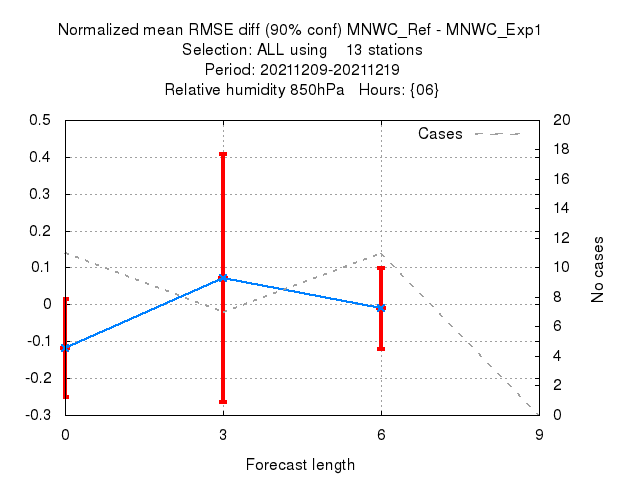 Normalized mean RMSE diff (90% conf) MNWC_Ref - MNWC_Exp1
Selection: ALL using 13 stations
Period: 20211209-20211219
Relative humidity 850hPa Hours: {06}
Cases
0.5
0.4
0.3
0.2
0.1
0
-0.1
-0.2
-0.3
20
18
16
14
12
10
8
6
4
2
0
No cases
0 3 6 9
Forecast length